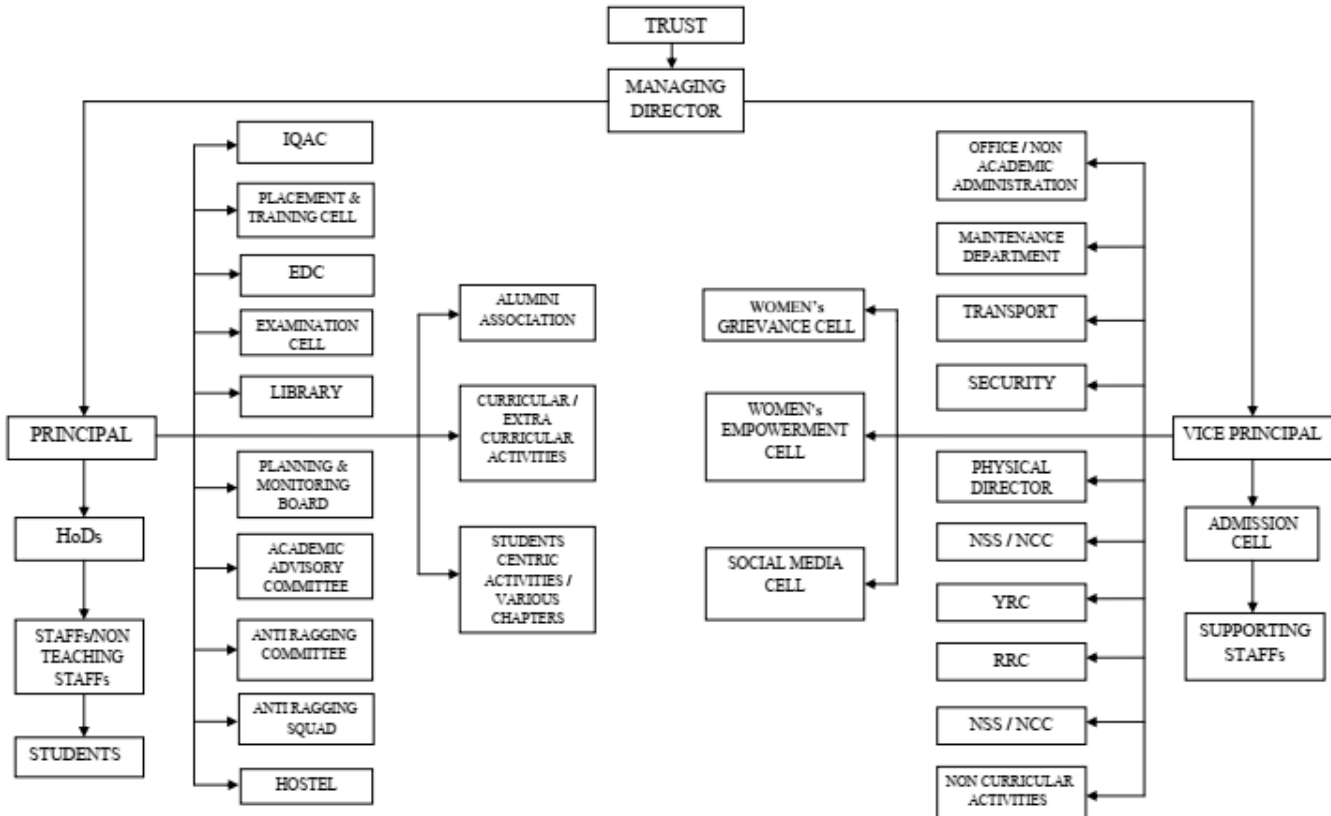 TRUST
MANAGING
DIRECTOR
IQAC
PLACEMENT &
TRAINING CELL
EDC
EXAMINATION
CELL
LIBRARY
PLANNING &
MONITORING
BOARD
ACADEMIC
ADVISORY
COMMITTEE
ANTI RAGGING
COMMITTEE
ANTI RAGGING
SQUAD
HOSTEL
PRINCIPAL
HoDs
STAFFs/NON
TEACHING
STAFFs
STUDENTS
ALUMINI
ASSOCIATION
CURRICULAR /
EXTRA
CURRICULAR
ACTIVITIES
STUDENTS
CENTRIC
ACTIVITIES /
VARIOUS
CHAPTERS
WOMEN's
GRIEVANCE CELL
WOMEN's
EMPOWERMENT
CELL
SOCIAL MEDIA
CELL
OFFICE / NON
ACADEMIC
ADMINISTRATION
MAINTENANCE
DEPARTMENT
TRANSPORT
SECURITY
PHYSICAL
DIRECTOR
NSS / NCC
YRC
RRC
NSS / NCC
NON CURRICULAR
ACTIVITIES
VICE PRINCIPAL
ADMISSION
CELL
SUPPORTING
STAFFs